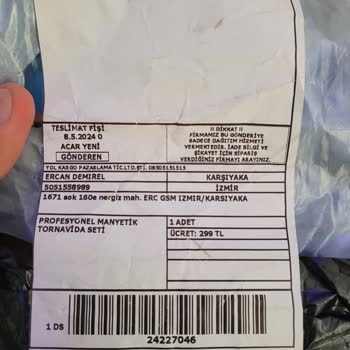 TESLİMAT FİŞİ
8.5.2024 0
ACAR YENİ
GÖNDEREN
!! DİKKAT !!
FİRMAMIZ BU GÖNDERİYE
SADECE DAĞITIM HİZMETİ
VERMEKTEDİR. İADE BİLGİ VE
ŞİKAYET İÇİN SİPARİŞ
VERDİĞİNİZ FİRMAYI ARAYINIZ.
YOL KARGO PAZARLAMA TİC.LTD.ŞTİ. 08505151515
ERCAN DEMIREL KARŞIYAKA
5051558989 İZMİR
1671 sok 160e nergiz mah. ERC GSM IZMIR/KARSIYAKA
PROFESYONEL MANYETİK
TORNAVİDA SETİ
1 ADET
ÜCRET: 299 TL
1 DS
24227046